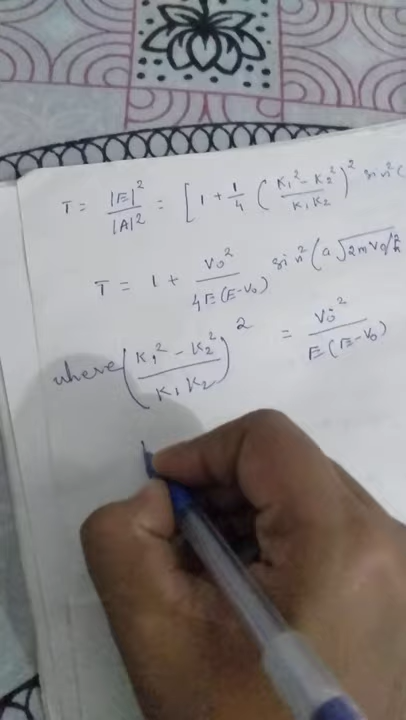 T = |E|² / |A|² = [1 + 1/4 ((K₁² - K₂²) / K₁K₂)² sin²(
T = 1 + V₀² / 4E(E-V₀) sin²(a√2mV₀/ħ²
where ((K₁² - K₂²) / K₁K₂)² = V₀² / E(E-V₀)